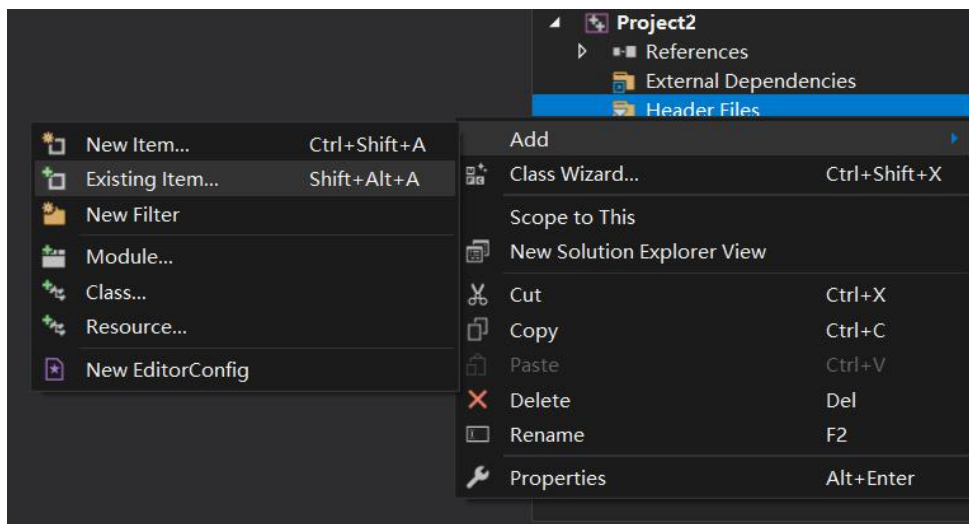 Project2
References
External Dependencies
Header Files
New Item... Ctrl+Shift+A
Existing Item... Shift+Alt+A
New Filter
Module...
Class...
Resource...
New EditorConfig
Add
Class Wizard... Ctrl+Shift+X
Scope to This
New Solution Explorer View
Cut Ctrl+X
Copy Ctrl+C
Paste Ctrl+V
Delete Del
Rename F2
Properties Alt+Enter